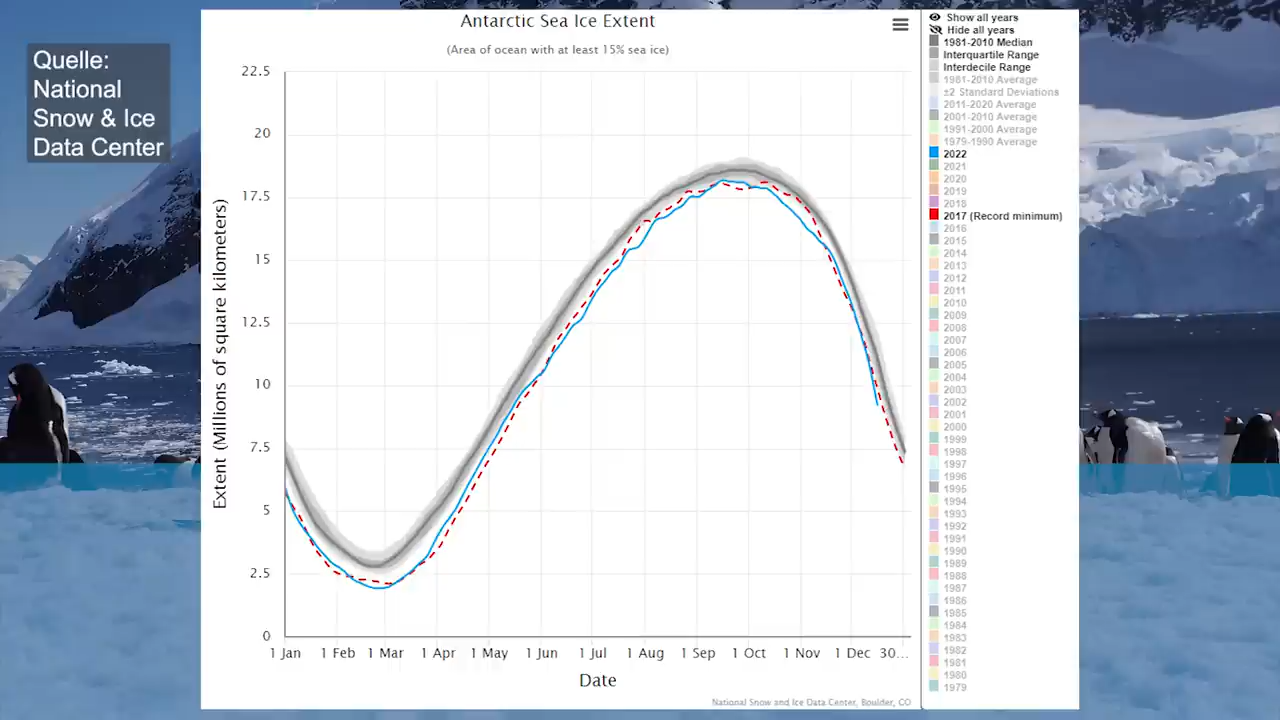 Quelle:
National
Snow & Ice
Data Center
Antarctic Sea Ice Extent
(Area of ocean with at least 15% sea ice)
22.5
20
17.5
15
12.5
10
7.5
5
2.5
0
Extent (Millions of square kilometers)
1 Jan
1 Feb
1 Mar
1 Apr
1 May
1 Jun
1 Jul
1 Aug
1 Sep
1 Oct
1 Nov
1 Dec
30...
Date
National Snow and Ice Data Center, Boulder, CO
Show all years
Hide all years
1981-2010 Median
Interquartile Range
Interdecile Range
1981-2010 Average
±2 Standard Deviations
2011-2020 Average
2001-2010 Average
1991-2000 Average
1979-1990 Average
2022
2021
2020
2019
2018
2017 (Record minimum)
2016
2015
2014
2013
2012
2011
2010
2009
2008
2007
2006
2005
2004
2003
2002
2001
2000
1999
1998
1997
1996
1995
1994
1993
1992
1991
1990
1989
1988
1987
1986
1985
1984
1983
1982
1981
1980
1979